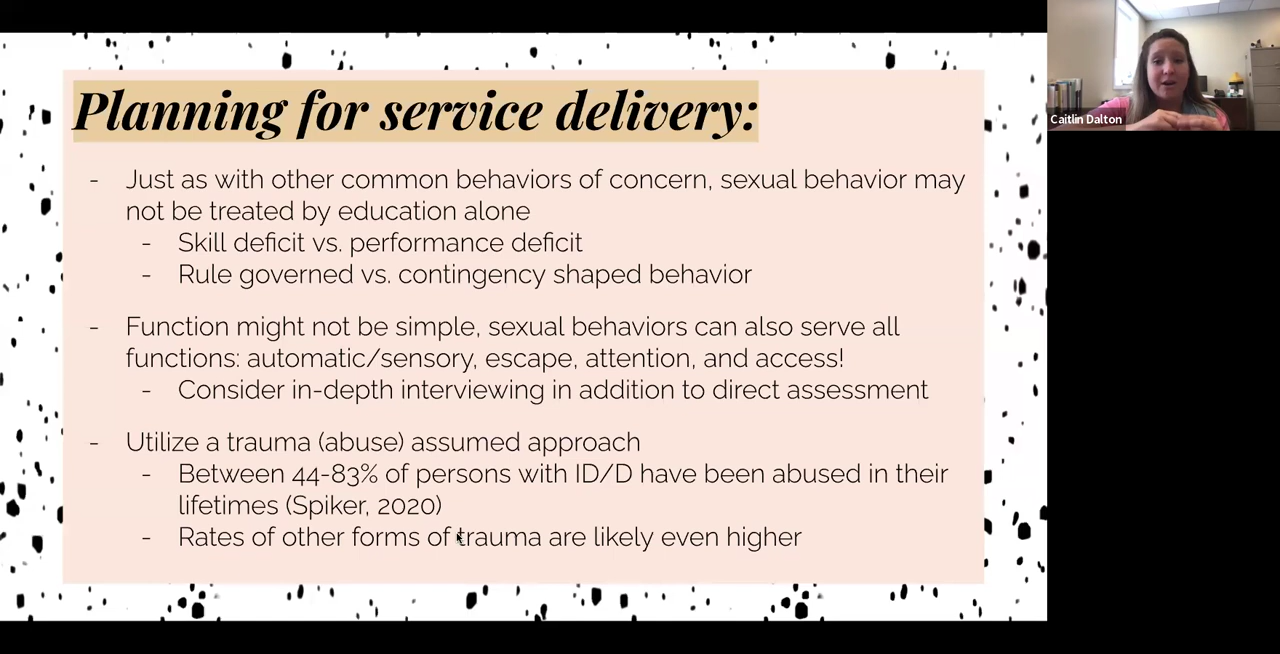 Planning for service delivery:
- Just as with other common behaviors of concern, sexual behavior may
not be treated by education alone
- Skill deficit vs. performance deficit
- Rule governed vs. contingency shaped behavior
- Function might not be simple, sexual behaviors can also serve all
functions: automatic/sensory, escape, attention, and access!
- Consider in-depth interviewing in addition to direct assessment
- Utilize a trauma (abuse) assumed approach
- Between 44-83% of persons with ID/D have been abused in their
lifetimes (Spiker, 2020)
- Rates of other forms of trauma are likely even higher
Caitlin Dalton